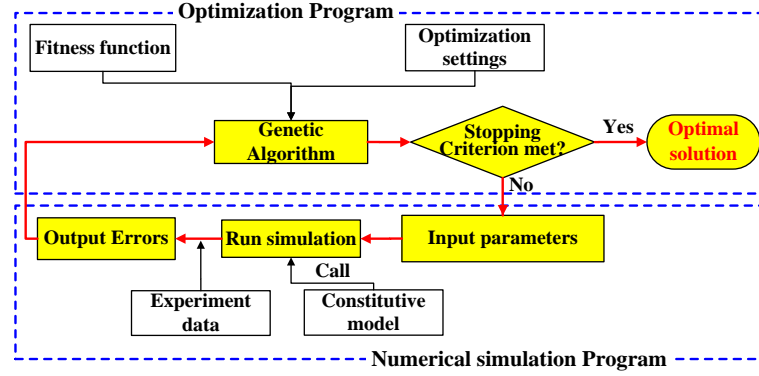 Optimization Program
Fitness function
Optimization
settings
Genetic
Algorithm
Stopping
Criterion met?
Yes
Optimal
solution
No
Output Errors
Run simulation
Input parameters
Call
Experiment
data
Constitutive
model
Numerical simulation Program